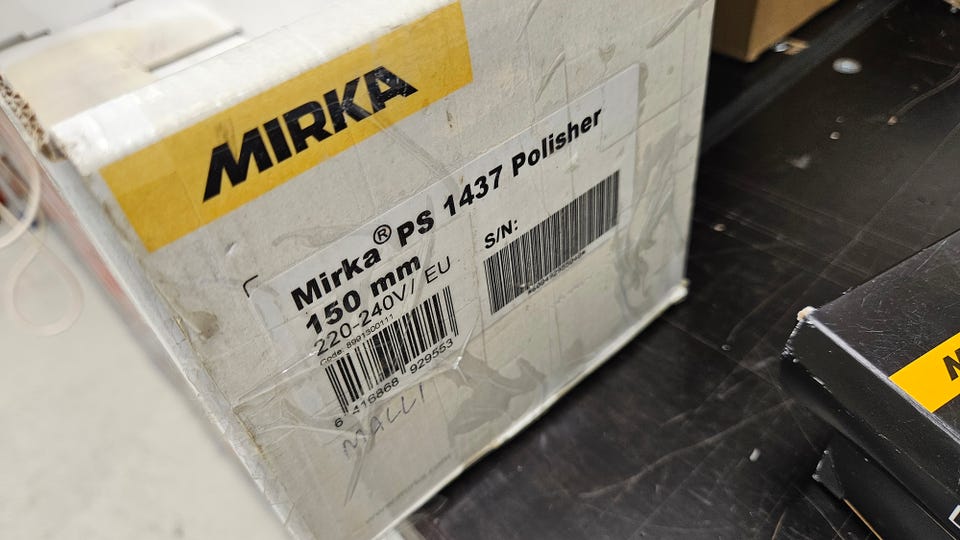 MIRKA
Mirka® PS 1437 Polisher
150 mm
220-240V/ EU
Code: 8991300111
6 416868 929553
S/N:
MALLI